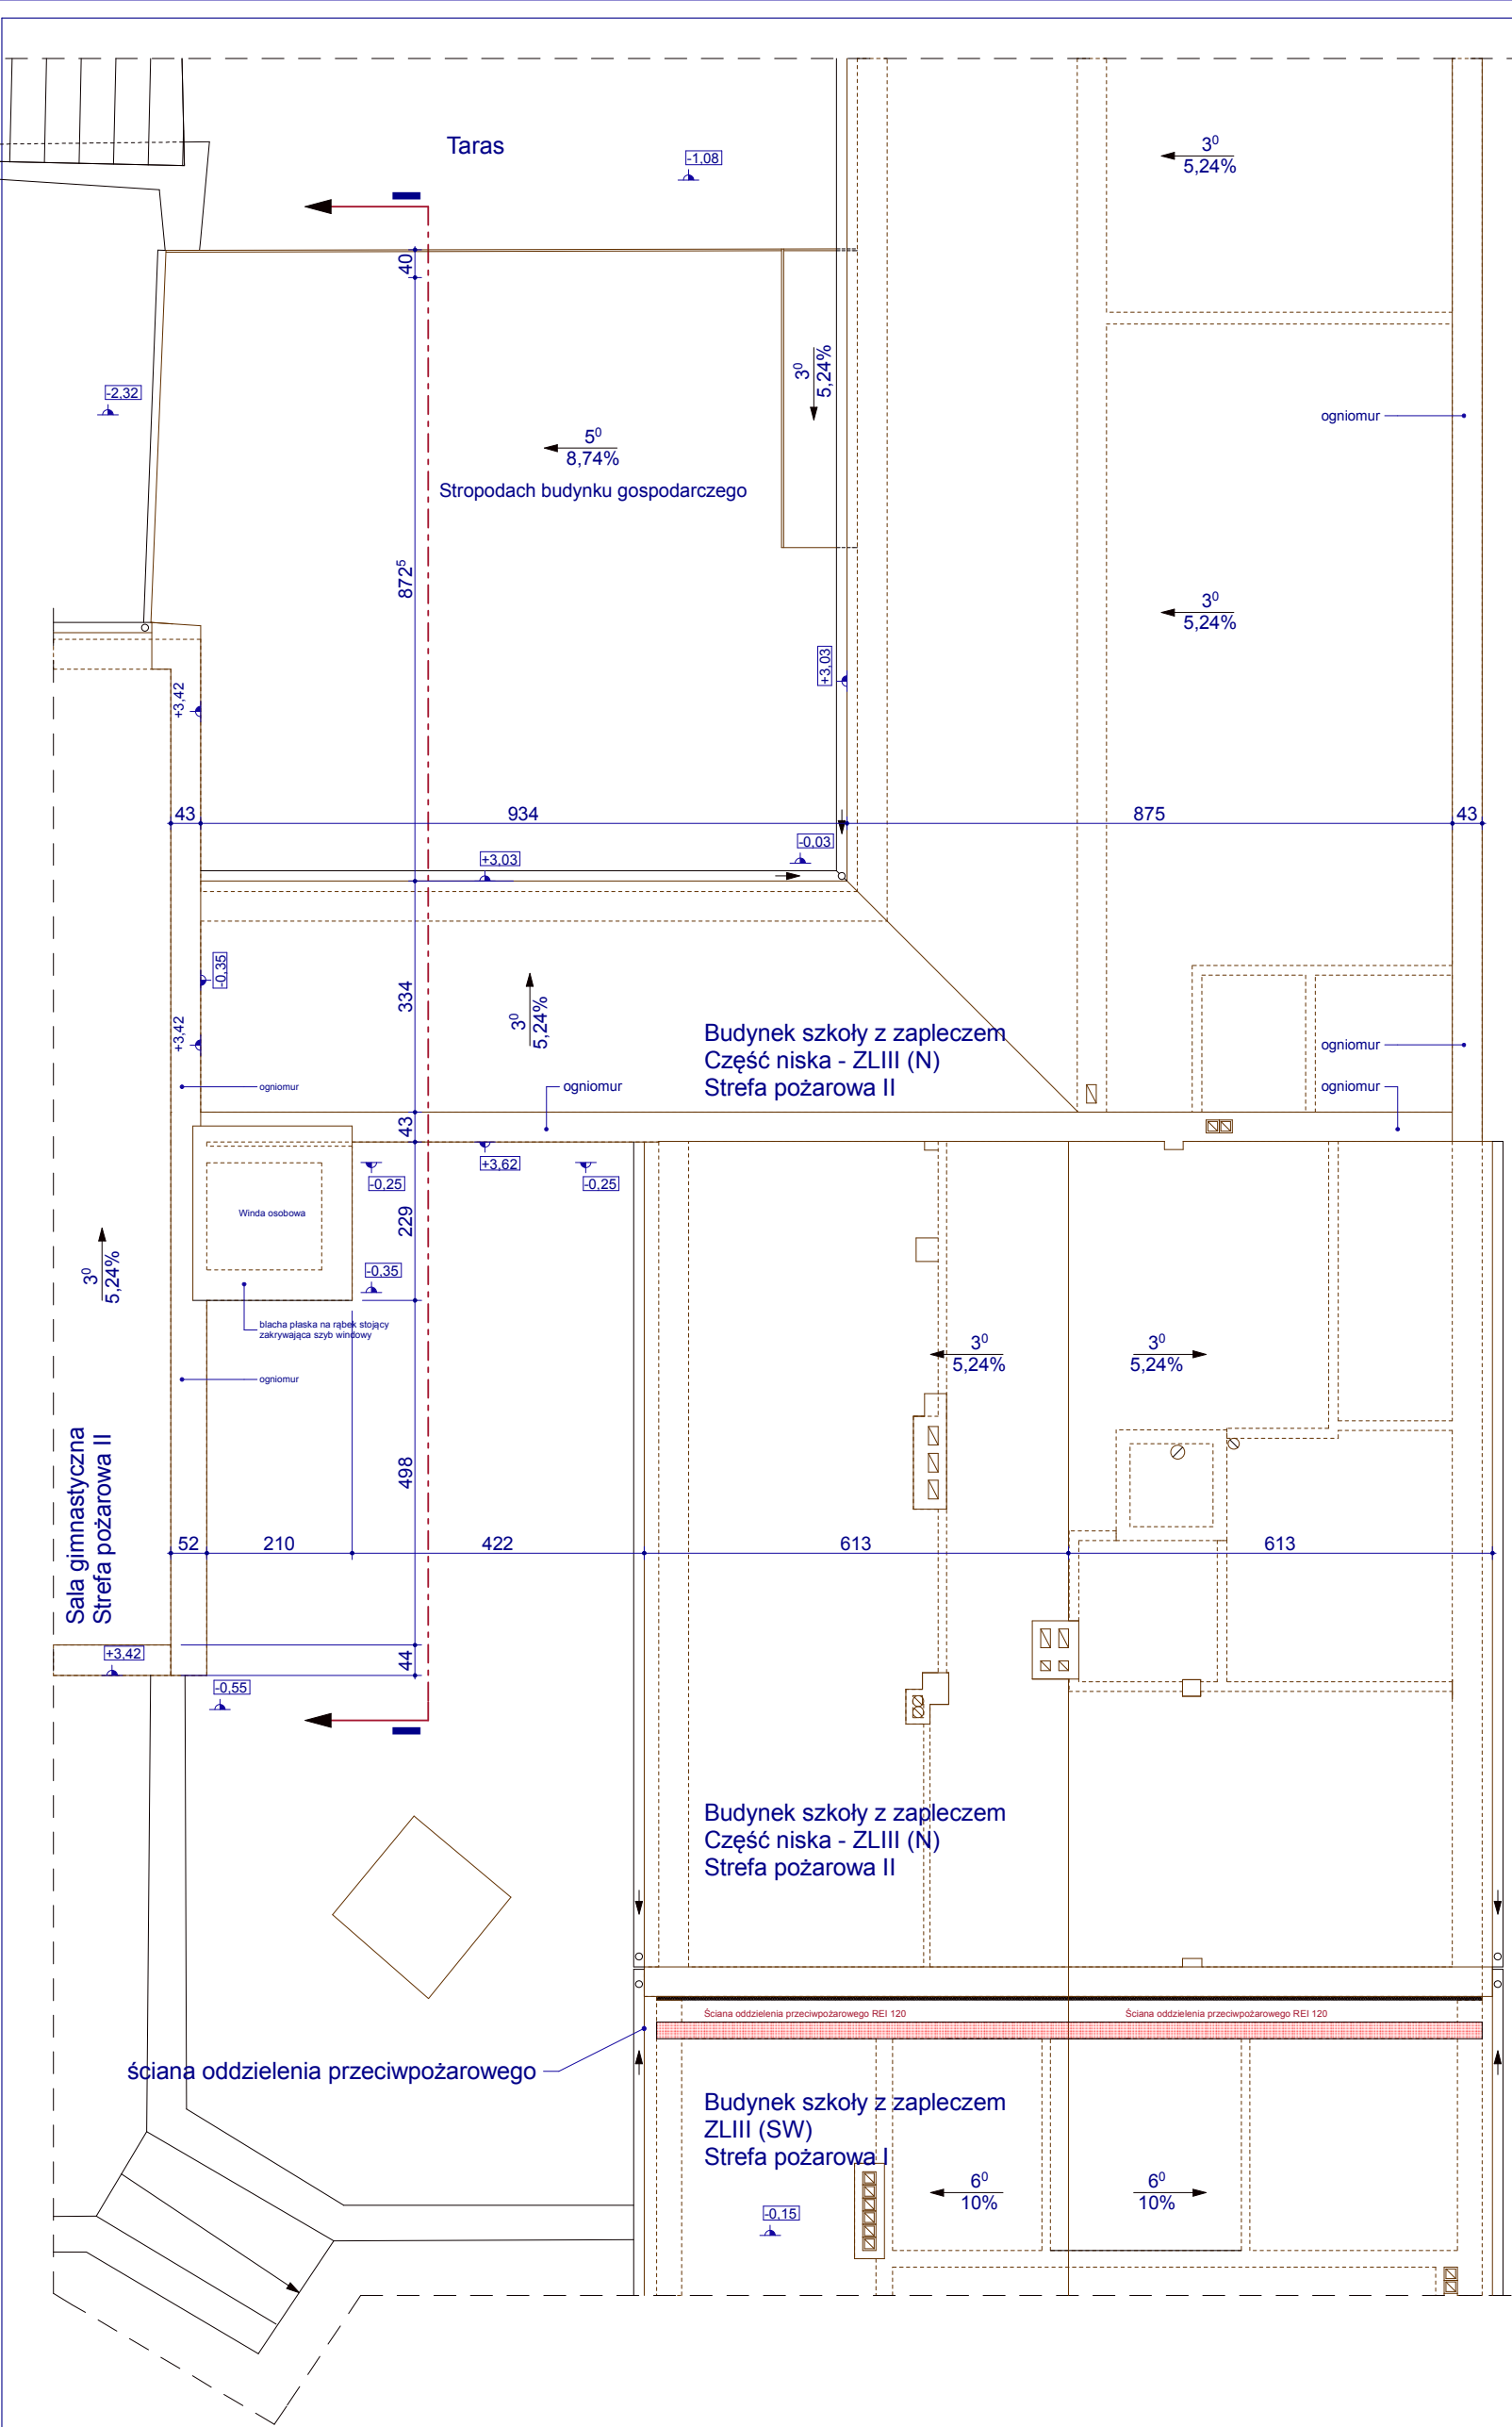 Taras
-1,08
3⁰
5,24%
40
-2,32
3⁰
5,24%
ogniomur
5⁰
8,74%
Stropodach budynku gospodarczego
872⁵
3⁰
5,24%
+3,03
+3,42
43
934
875
43
-0,03
+3,03
-0,35
334
3⁰
5,24%
+3,42
Budynek szkoły z zapleczem
Część niska - ZLIII (N)
Strefa pożarowa II
ogniomur
ogniomur
ogniomur
ogniomur
43
+3,62
-0,25
-0,25
Winda osobowa
229
3⁰
5,24%
-0,35
blacha płaska na rąbek stojący
zakrywająca szyb windowy
3⁰
5,24%
3⁰
5,24%
ogniomur
Sala gimnastyczna
Strefa pożarowa II
498
52
210
422
613
613
+3,42
44
-0,55
Budynek szkoły z zapleczem
Część niska - ZLIII (N)
Strefa pożarowa II
Ściana oddzielenia przeciwpożarowego REI 120
Ściana oddzielenia przeciwpożarowego REI 120
ściana oddzielenia przeciwpożarowego
Budynek szkoły z zapleczem
ZLIII (SW)
Strefa pożarowa I
6⁰
10%
6⁰
10%
-0,15